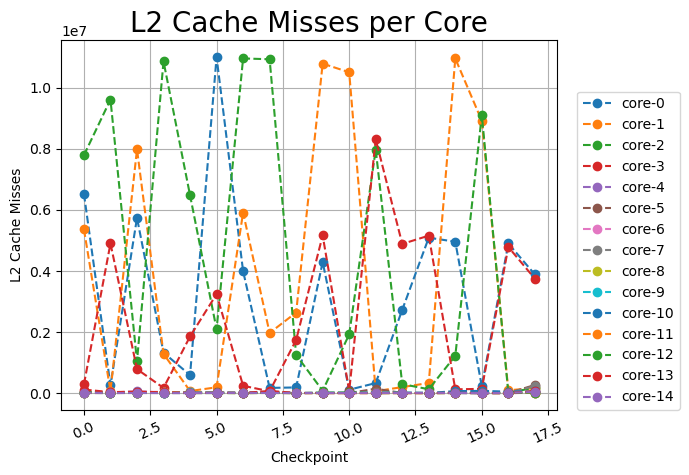 L2 Cache Misses per Core
1e7
1.0
0.8
0.6
0.4
0.2
0.0
L2 Cache Misses
0.0 2.5 5.0 7.5 10.0 12.5 15.0 17.5
Checkpoint
core-0
core-1
core-2
core-3
core-4
core-5
core-6
core-7
core-8
core-9
core-10
core-11
core-12
core-13
core-14